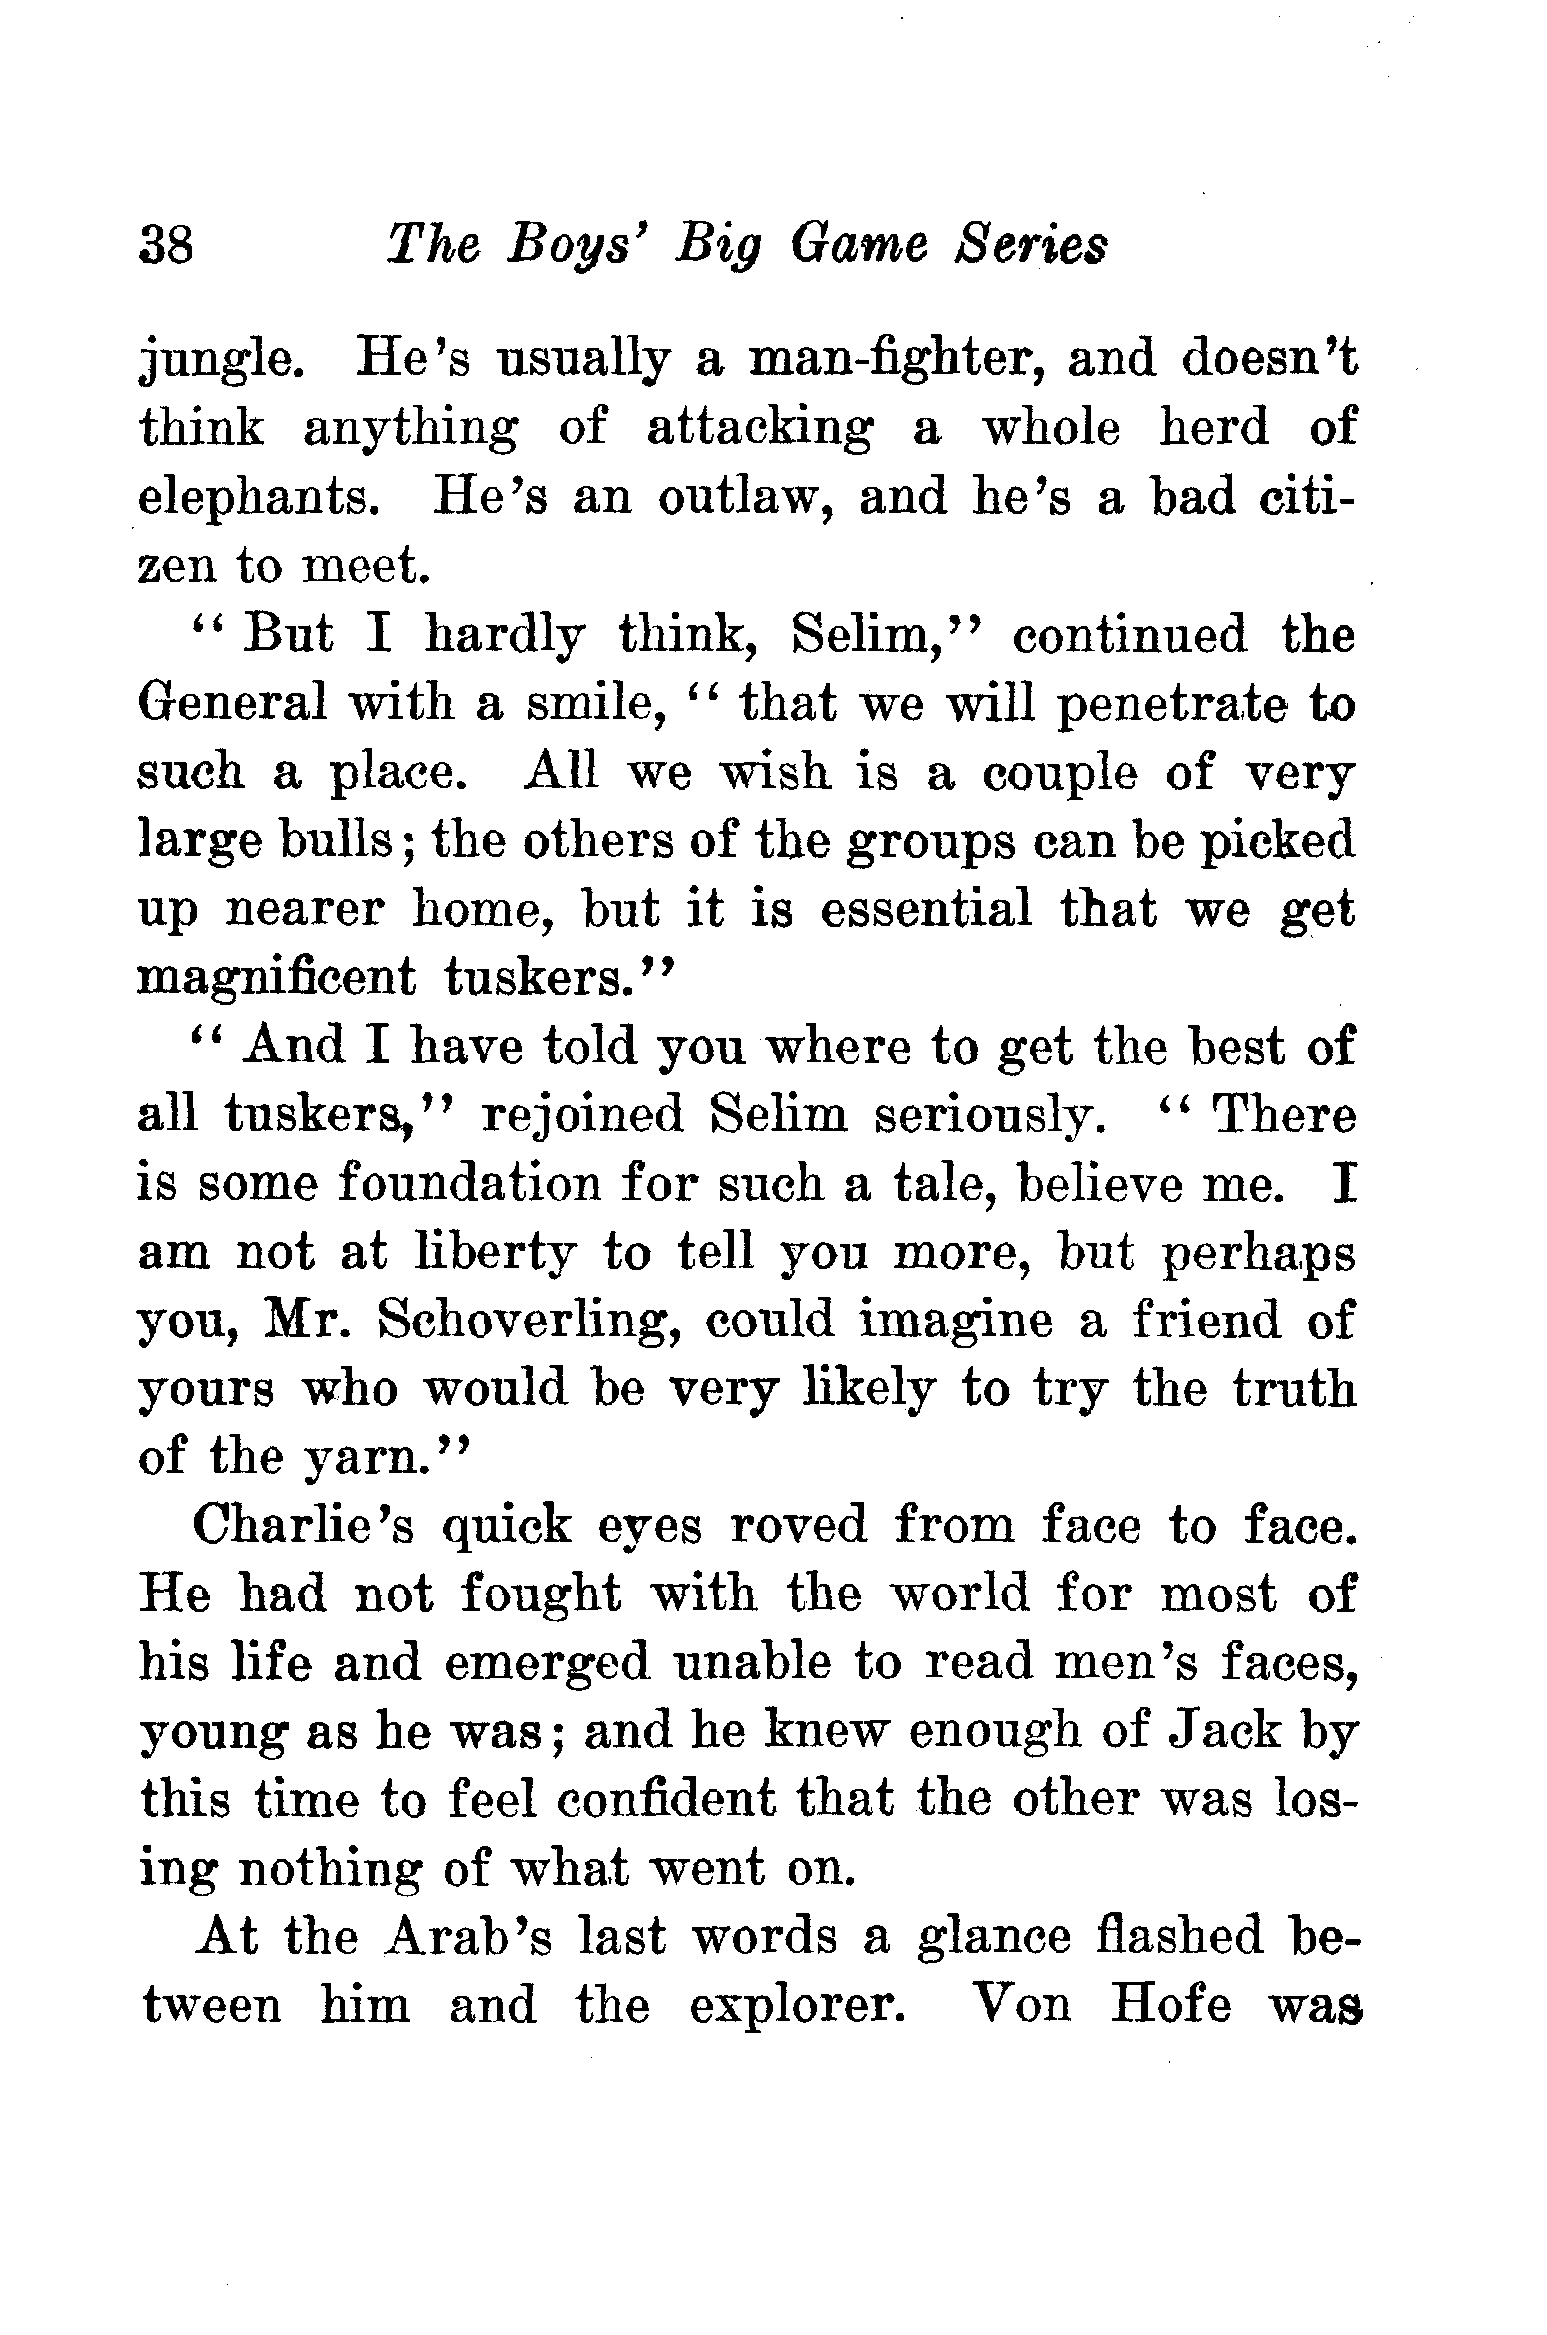 38 The Boys' Big Game Series
jungle. He's usually a man-fighter, and doesn't
think anything of attacking a whole herd of
elephants. He's an outlaw, and he's a bad citi-
zen to meet.
"But I hardly think, Selim," continued the
General with a smile, "that we will penetrate to
such a place. All we wish is a couple of very
large bulls; the others of the groups can be picked
up nearer home, but it is essential that we get
magnificent tuskers."
"And I have told you where to get the best of
all tuskers," rejoined Selim seriously. "There
is some foundation for such a tale, believe me. I
am not at liberty to tell you more, but perhaps
you, Mr. Schoverling, could imagine a friend of
yours who would be very likely to try the truth
of the yarn."
Charlie's quick eyes roved from face to face.
He had not fought with the world for most of
his life and emerged unable to read men's faces,
young as he was; and he knew enough of Jack by
this time to feel confident that the other was los-
ing nothing of what went on.
At the Arab's last words a glance flashed be-
tween him and the explorer. Von Hofe was